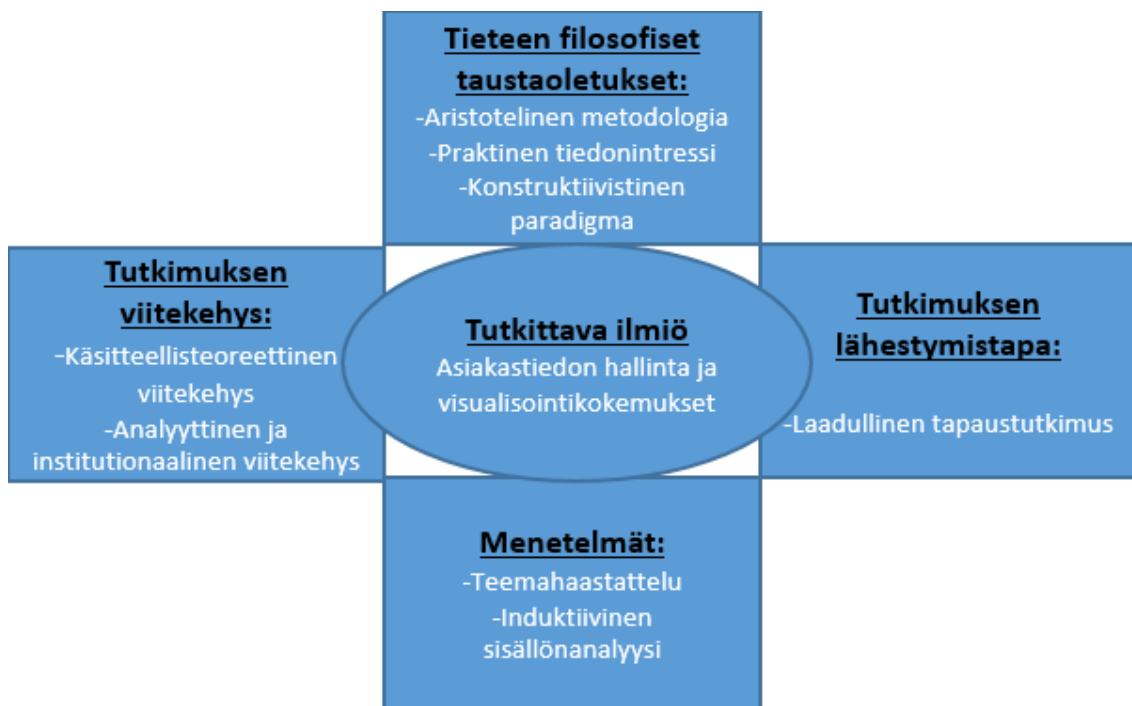 Tieteen filosofiset
taustaoletukset:
-Aristotelinen metodologia
-Praktinen tiedonintressi
-Konstruktiivistinen
paradigma
Tutkimuksen
viitekehys:
-Käsitteellisteoreettinen
viitekehys
-Analyyttinen ja
institutionaalinen viitekehys
Tutkittava ilmiö
Asiakastiedon hallinta ja
visualisointikokemukset
Tutkimuksen
lähestymistapa:
-Laadullinen tapaustutkimus
Menetelmät:
-Teemahaastattelu
-Induktiivinen
sisällönanalyysi